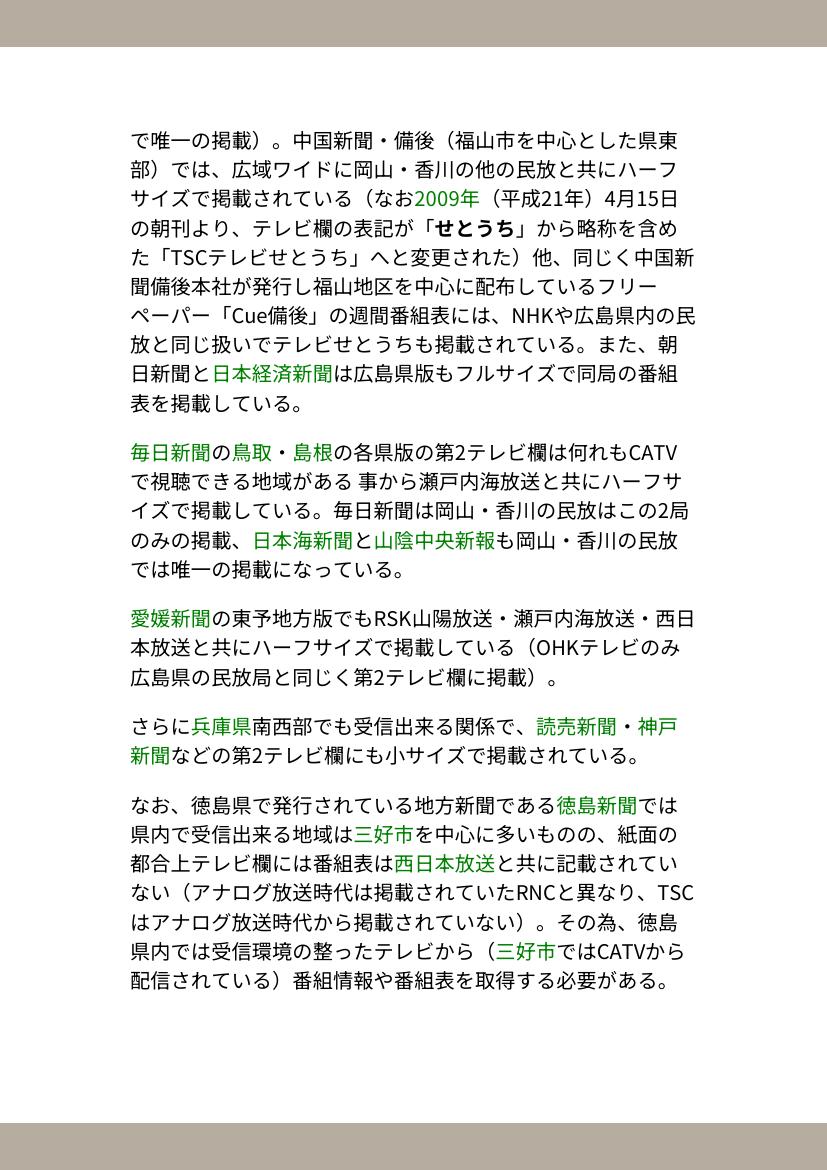 で唯一の掲載）。中国新聞・備後（福山市を中心とした県東
部）では、広域ワイドに岡山・香川の他の民放と共にハーフ
サイズで掲載されている（なお2009年（平成21年）4月15日
の朝刊より、テレビ欄の表記が「せとうち」から略称を含め
た「TSCテレビせとうち」へと変更された）他、同じく中国新
聞備後本社が発行し福山地区を中心に配布しているフリー
ペーパー「Cue備後」の週間番組表には、NHKや広島県内の民
放と同じ扱いでテレビせとうちも掲載されている。また、朝
日新聞と日本経済新聞は広島県版もフルサイズで同局の番組
表を掲載している。
毎日新聞の鳥取・島根の各県版の第2テレビ欄は何れもCATV
で視聴できる地域がある 事から瀬戸内海放送と共にハーフサ
イズで掲載している。毎日新聞は岡山・香川の民放はこの2局
のみの掲載、日本海新聞と山陰中央新報も岡山・香川の民放
では唯一の掲載になっている。
愛媛新聞の東予地方版でもRSK山陽放送・瀬戸内海放送・西日
本放送と共にハーフサイズで掲載している（OHKテレビのみ
広島県の民放局と同じく第2テレビ欄に掲載）。
さらに兵庫県南西部でも受信出来る関係で、読売新聞・神戸
新聞などの第2テレビ欄にも小サイズで掲載されている。
なお、徳島県で発行されている地方新聞である徳島新聞では
県内で受信出来る地域は三好市を中心に多いものの、紙面の
都合上テレビ欄には番組表は西日本放送と共に記載されてい
ない（アナログ放送時代は掲載されていたRNCと異なり、TSC
はアナログ放送時代から掲載されていない）。その為、徳島
県内では受信環境の整ったテレビから（三好市ではCATVから
配信されている）番組情報や番組表を取得する必要がある。